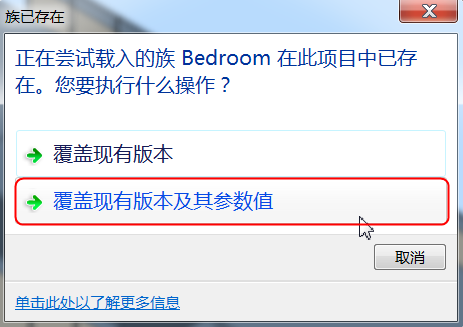 族已存在
正在尝试载入的族 Bedroom 在此项目中已存
在。您要执行什么操作？
覆盖现有版本
覆盖现有版本及其参数值
取消
单击此处以了解更多信息